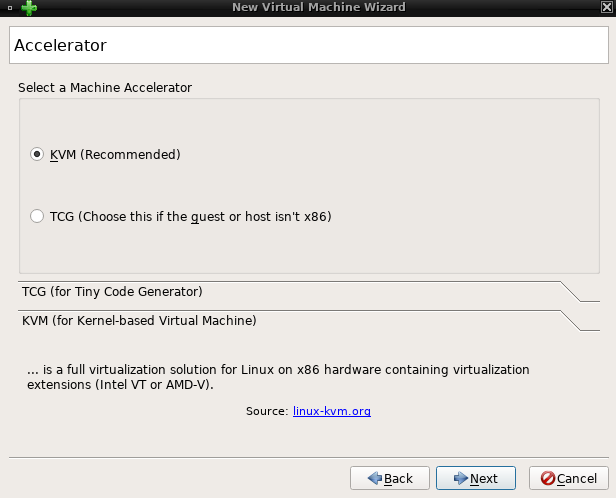 New Virtual Machine Wizard
Accelerator
Select a Machine Accelerator
KVM (Recommended)
TCG (Choose this if the guest or host isn't x86)
TCG (for Tiny Code Generator)
KVM (for Kernel-based Virtual Machine)
... is a full virtualization solution for Linux on x86 hardware containing virtualization
extensions (Intel VT or AMD-V).
Source: linux-kvm.org
Back
Next
Cancel